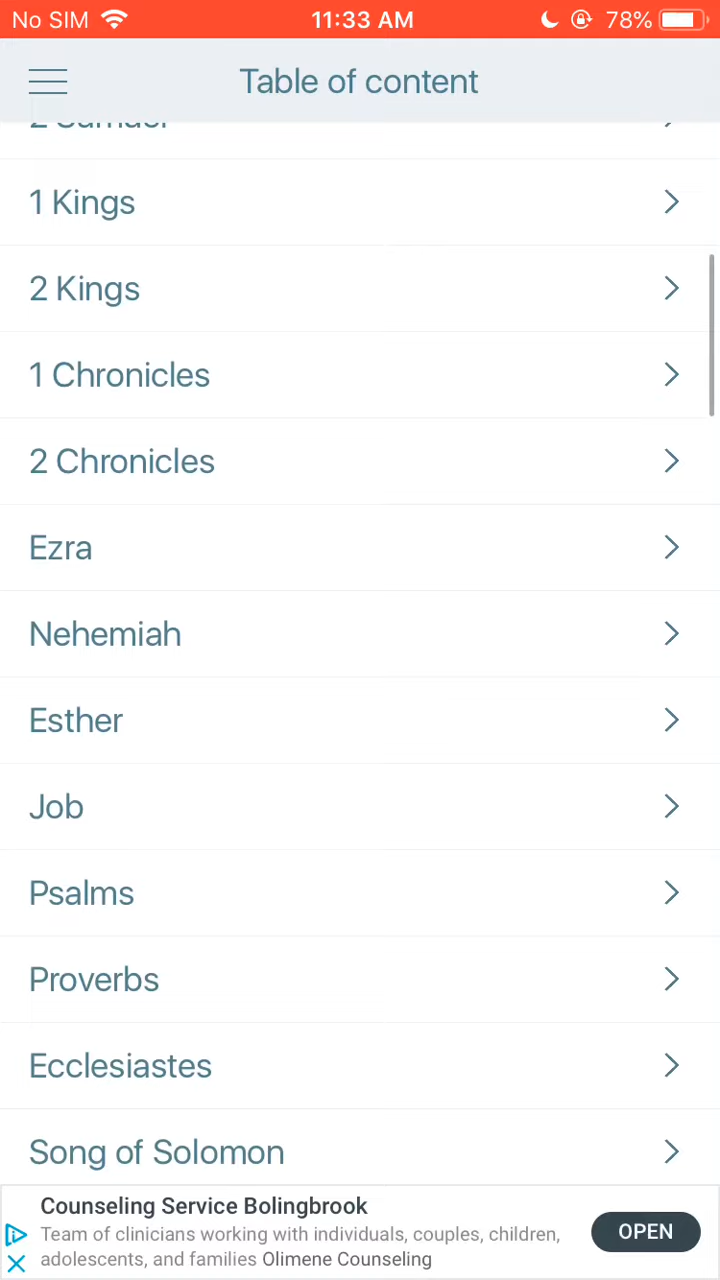 No SIM 11:33 AM 78%
Table of content
2 Samuel
1 Kings
2 Kings
1 Chronicles
2 Chronicles
Ezra
Nehemiah
Esther
Job
Psalms
Proverbs
Ecclesiastes
Song of Solomon
Counseling Service Bolingbrook
Team of clinicians working with individuals, couples, children,
adolescents, and families Olimene Counseling
OPEN